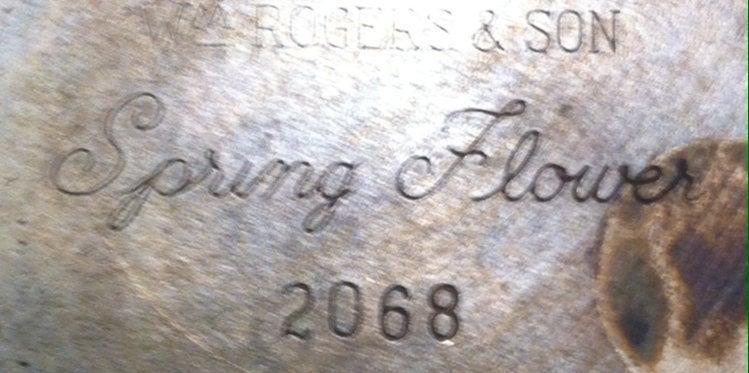 Wᴹ ROGERS & SON
Spring Flower
2068